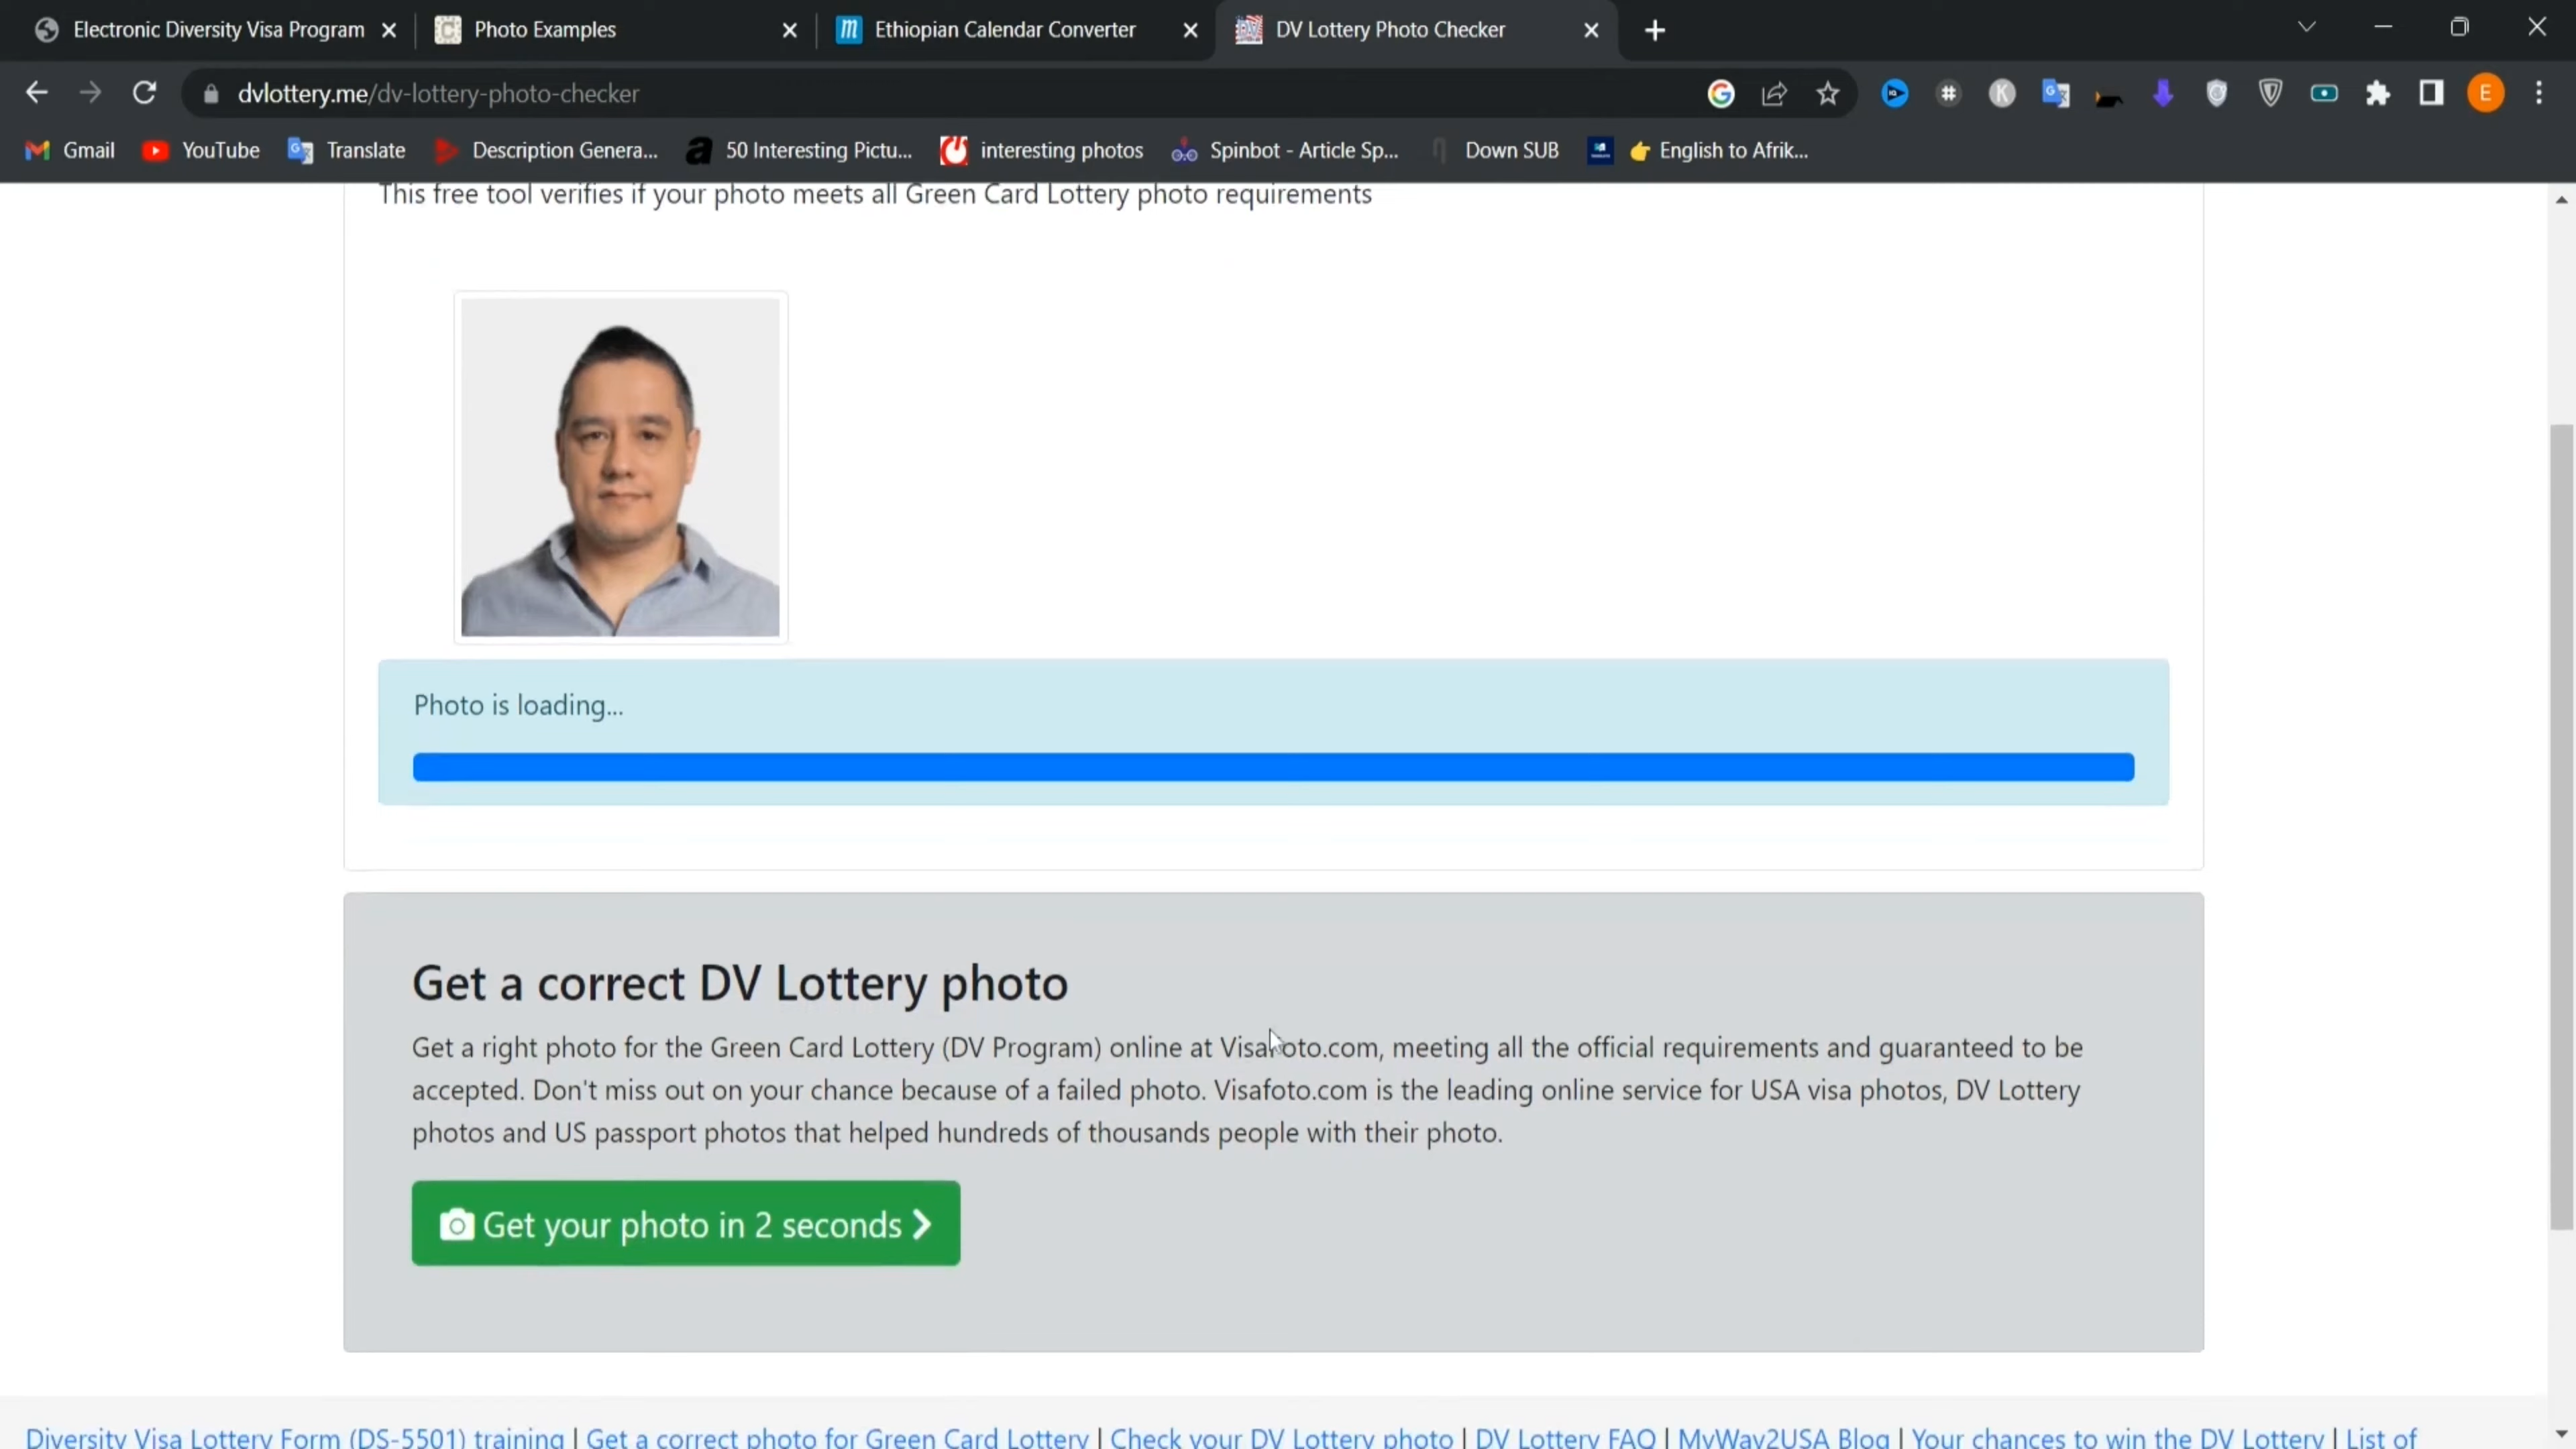 Electronic Diversity Visa Program
Photo Examples
Ethiopian Calendar Converter
DV Lottery Photo Checker
dvlottery.me/dv-lottery-photo-checker
E
Gmail
YouTube
Translate
Description Genera...
50 Interesting Pictu...
interesting photos
Spinbot - Article Sp...
Down SUB
English to Afrik...
This free tool verifies if your photo meets all Green Card Lottery photo requirements
Photo is loading...
Get a correct DV Lottery photo
Get a right photo for the Green Card Lottery (DV Program) online at Visafoto.com, meeting all the official requirements and guaranteed to be
accepted. Don't miss out on your chance because of a failed photo. Visafoto.com is the leading online service for USA visa photos, DV Lottery
photos and US passport photos that helped hundreds of thousands people with their photo.
Get your photo in 2 seconds
Diversity Visa Lottery Form (DS-5501) training | Get a correct photo for Green Card Lottery | Check your DV Lottery photo | DV Lottery FAQ | MyWay2USA Blog | Your chances to win the DV Lottery | List of